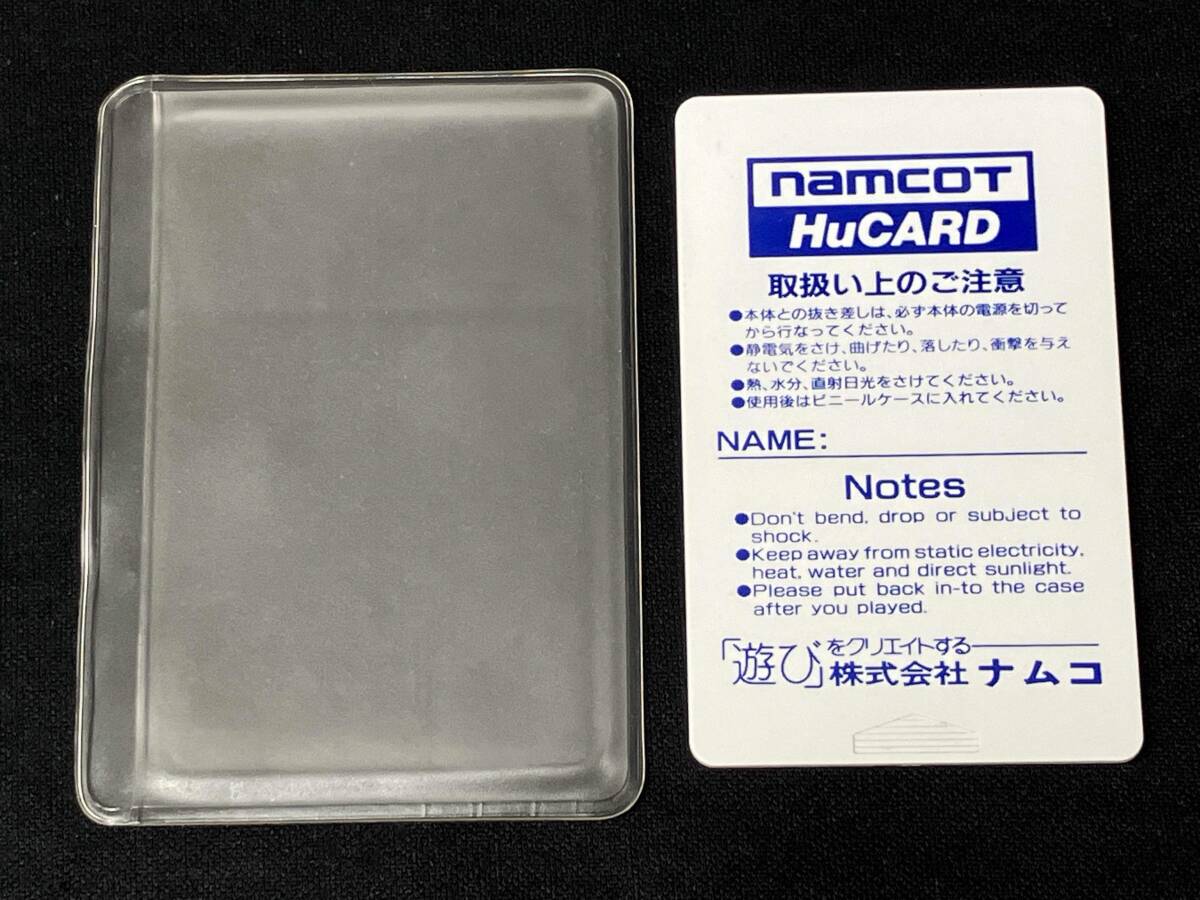 namcot
HuCARD
取扱い上のご注意
●本体との抜き差しは、必ず本体の電源を切って
から行なってください。
●静電気をさけ、曲げたり、落したり、衝撃を与え
ないでください。
●熱、水分、直射日光をさけてください。
●使用後はビニールケースに入れてください。
NAME:
Notes
●Don't bend, drop or subject to
shock.
●Keep away from static electricity,
heat, water and direct sunlight.
●Please put back in-to the case
after you played.
「遊び」をクリエイトする
株式会社ナムコ